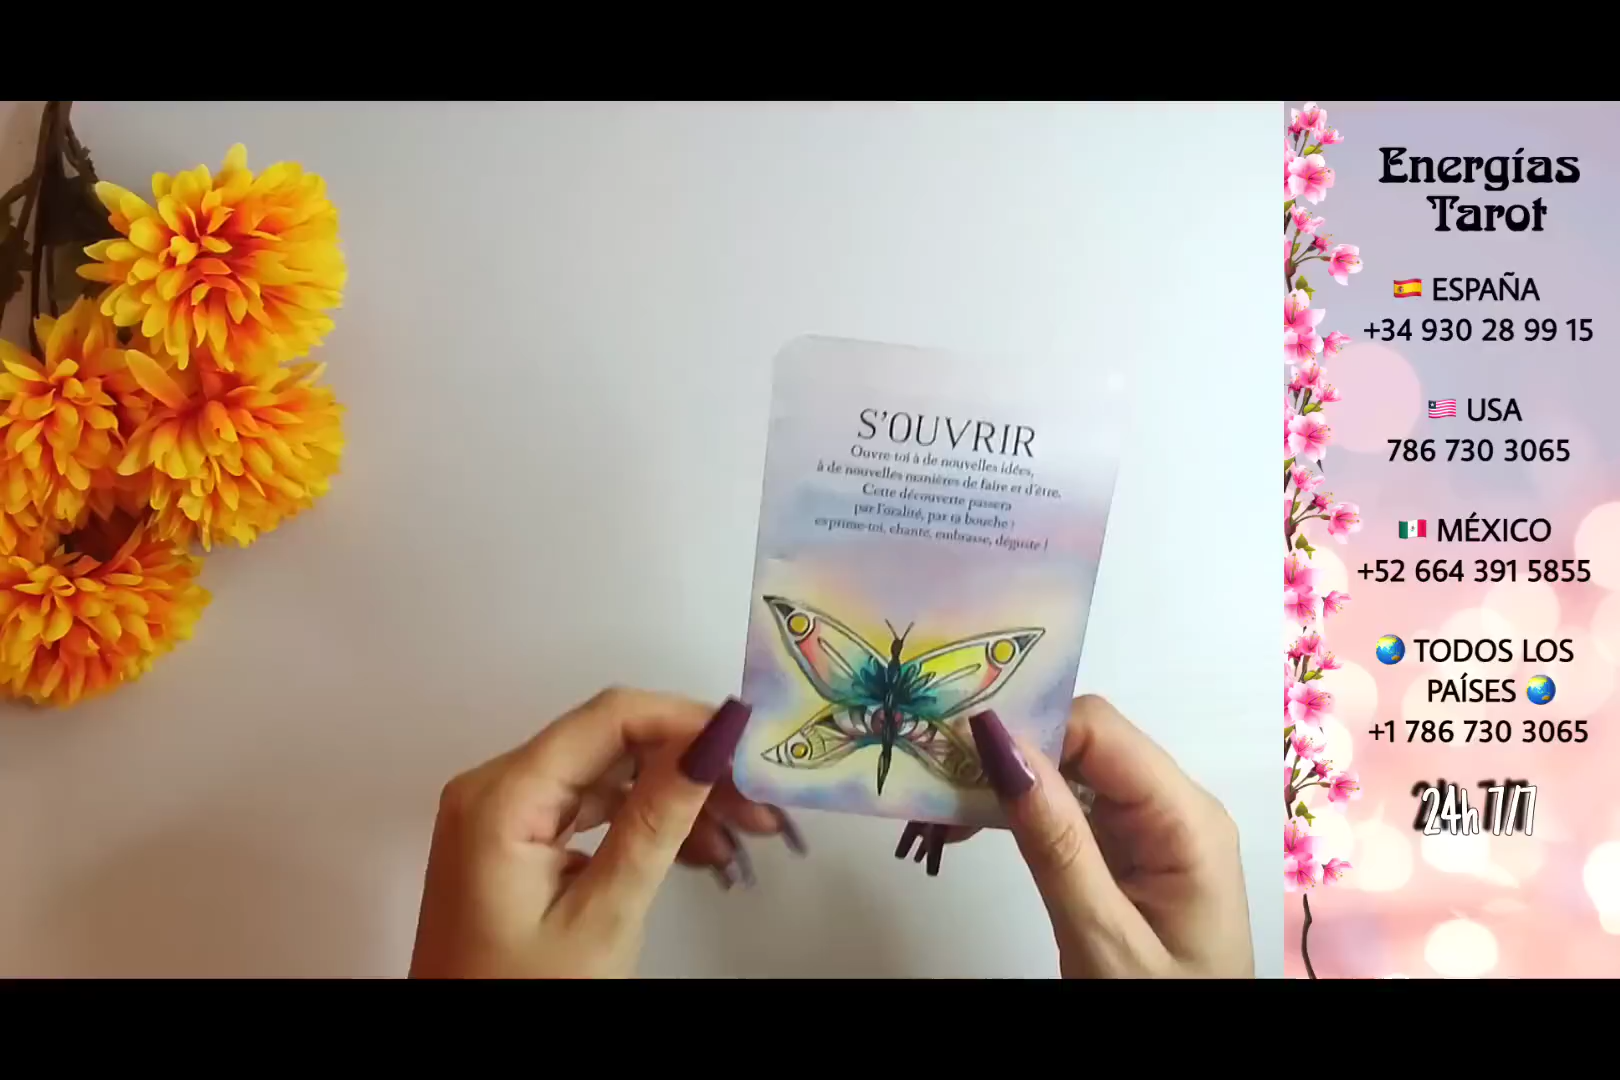 S'OUVRIR
Ouvre-toi à de nouvelles idées,
à de nouvelles manières de faire et d'être.
Cette découverte passera
par l'oralité, par ta bouche :
exprime-toi, chante, embrasse, déguste !
Energías
Tarot
ESPAÑA
+34 930 28 99 15
USA
786 730 3065
MÉXICO
+52 664 391 5855
TODOS LOS
PAÍSES
+1 786 730 3065
24h 7/7